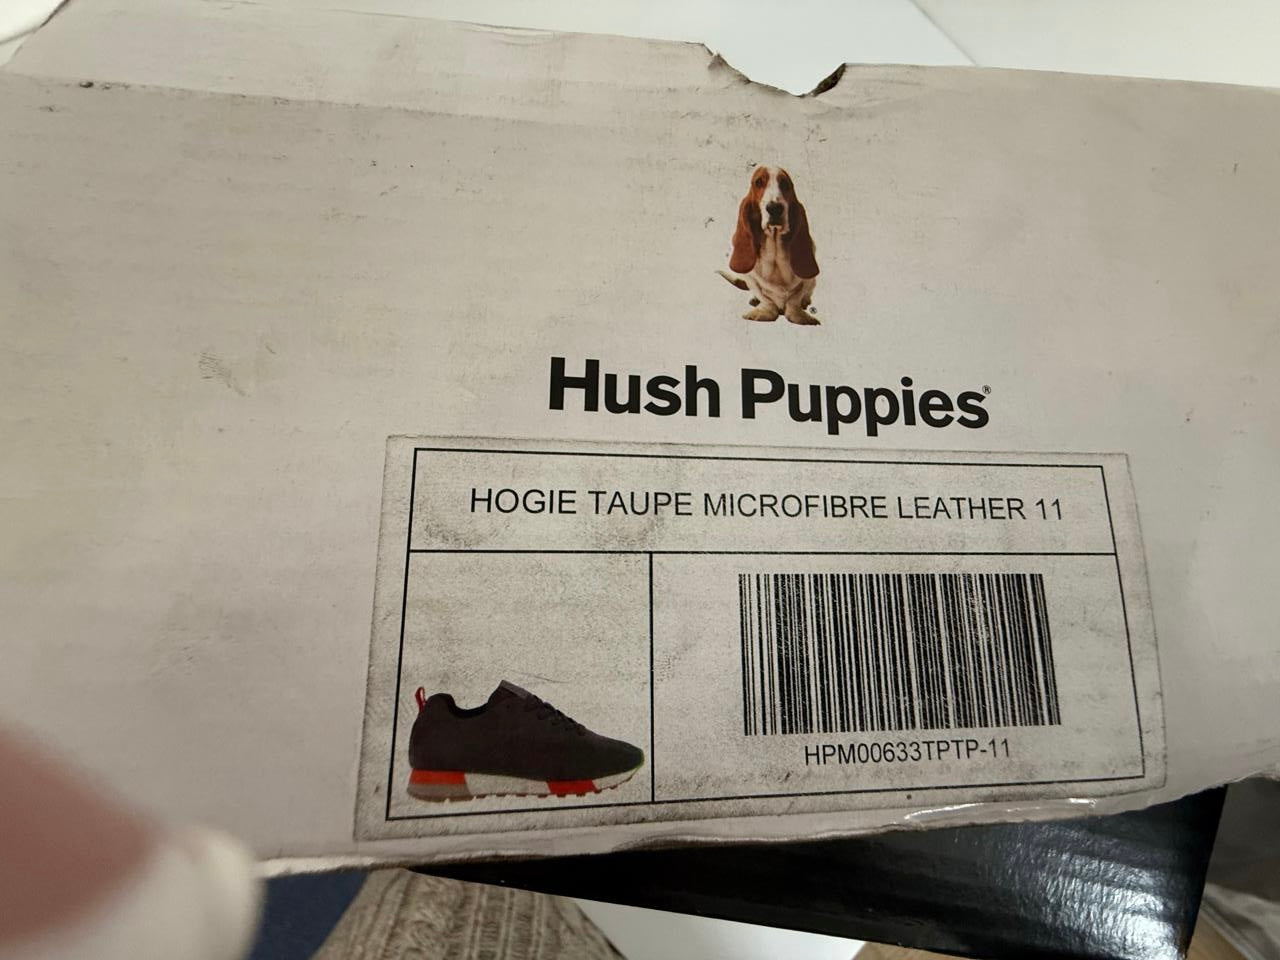 Hush Puppies®
HOGIE TAUPE MICROFIBRE LEATHER 11
HPM00633TPTP-11